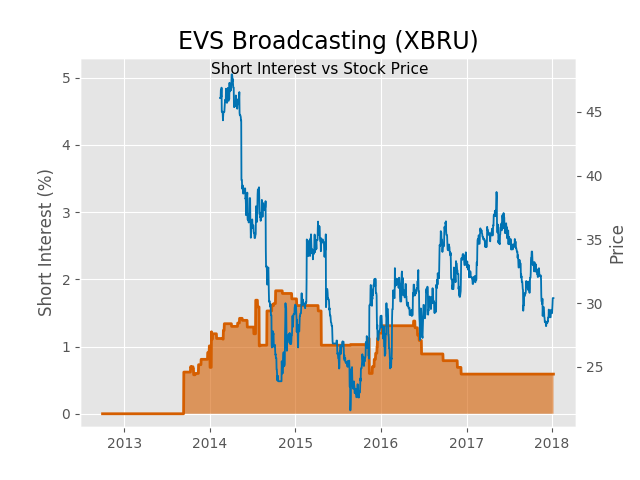 EVS Broadcasting (XBRU)
Short Interest vs Stock Price
Short Interest (%)
5
4
3
2
1
0
45
40
35
30
25
Price
2013 2014 2015 2016 2017 2018